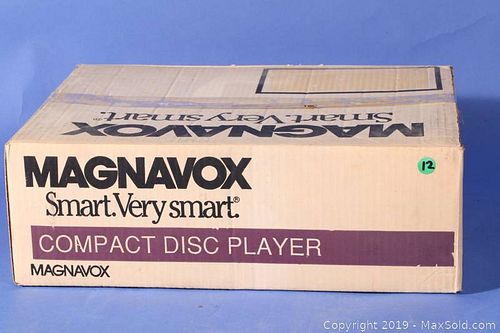 Smart.Very smart.
MAGNAVOX
MAGNAVOX
Smart.Very smart.®
12
COMPACT DISC PLAYER
MAGNAVOX
Copyright 2019 - MaxSold.com